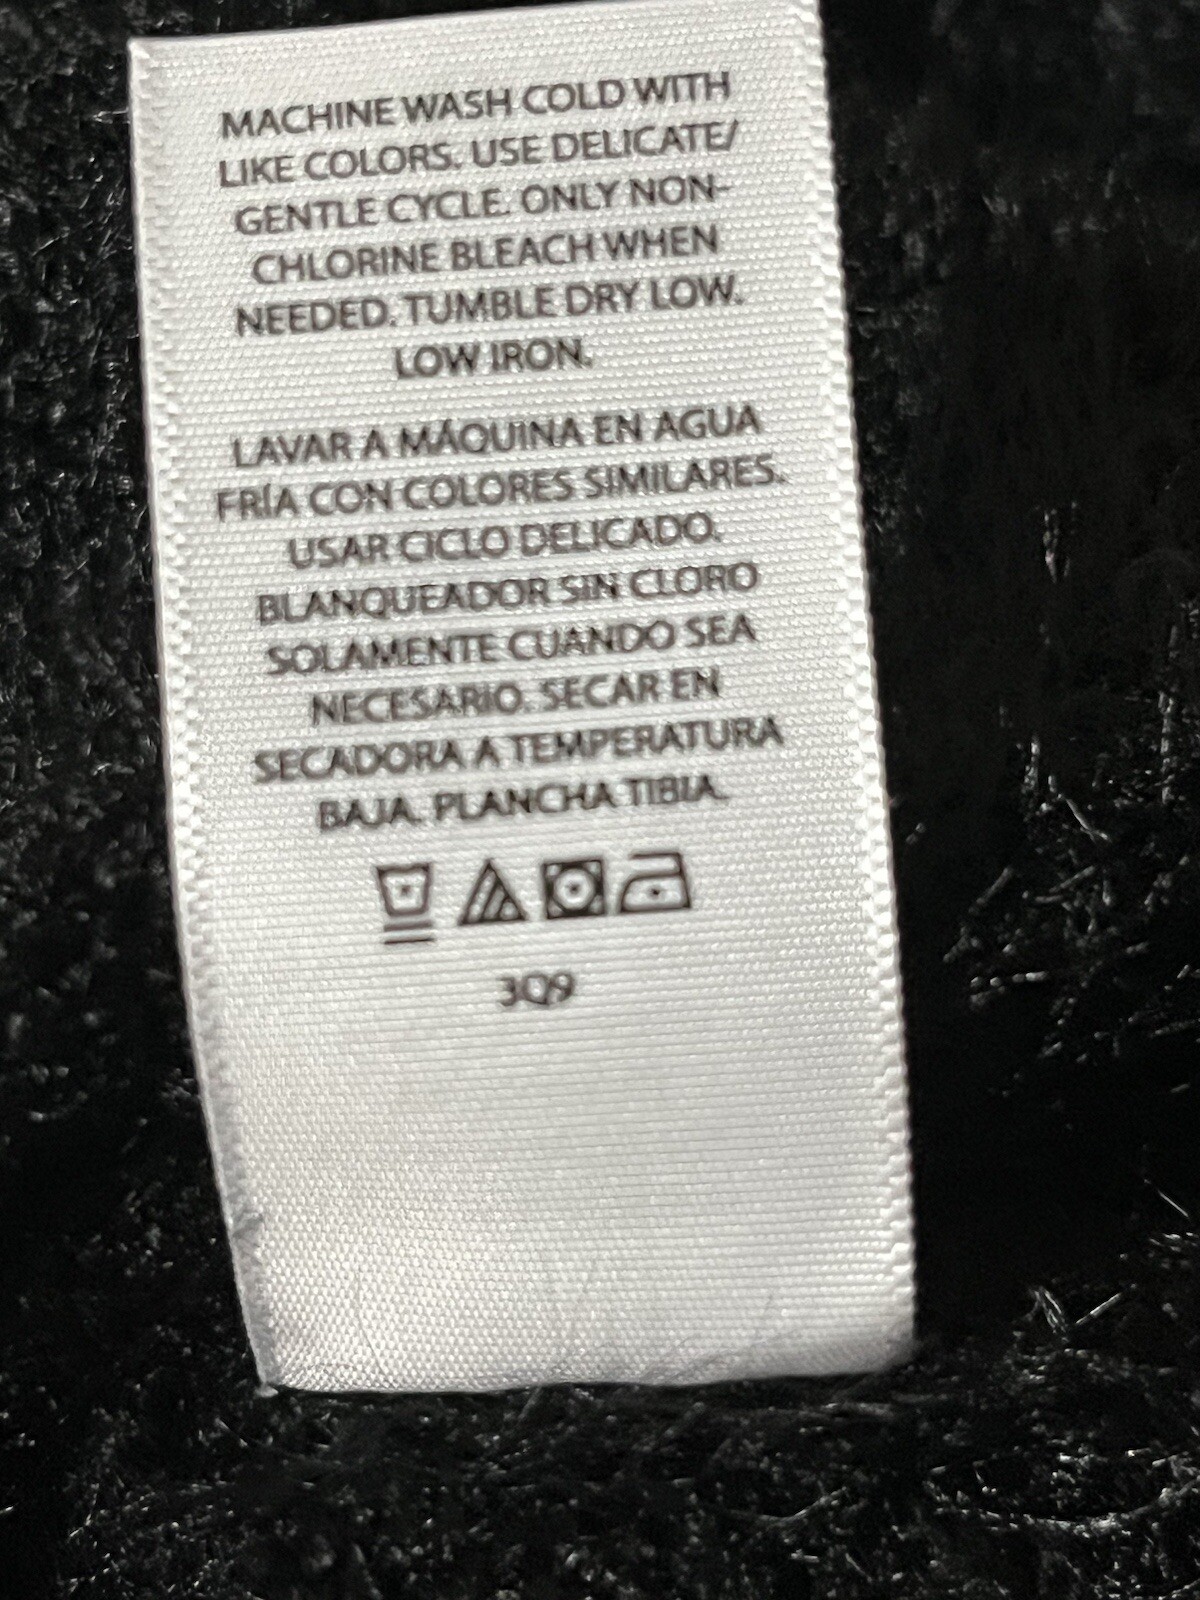 MACHINE WASH COLD WITH
LIKE COLORS. USE DELICATE/
GENTLE CYCLE. ONLY NON-
CHLORINE BLEACH WHEN
NEEDED. TUMBLE DRY LOW.
LOW IRON.
LAVAR A MÁQUINA EN AGUA
FRÍA CON COLORES SIMILARES.
USAR CICLO DELICADO.
BLANQUEADOR SIN CLORO
SOLAMENTE CUANDO SEA
NECESARIO. SECAR EN
SECADORA A TEMPERATURA
BAJA. PLANCHA TIBIA.
3Q9